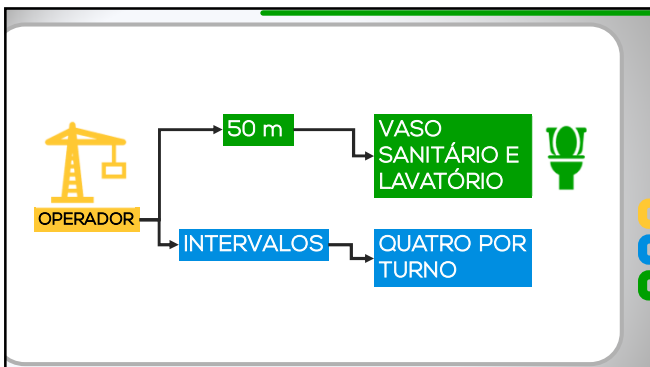 50 m
VASO
SANITÁRIO E
LAVATÓRIO
OPERADOR
INTERVALOS
QUATRO POR
TURNO